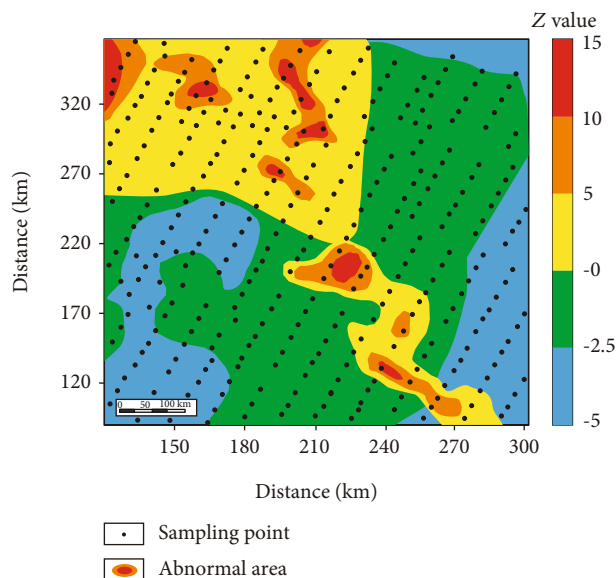 Z value
15
10
5
-0
-2.5
-5
Distance (km)
320
270
220
170
120
0 50 100 km
150 180 210 240 270 300
Distance (km)
Sampling point
Abnormal area